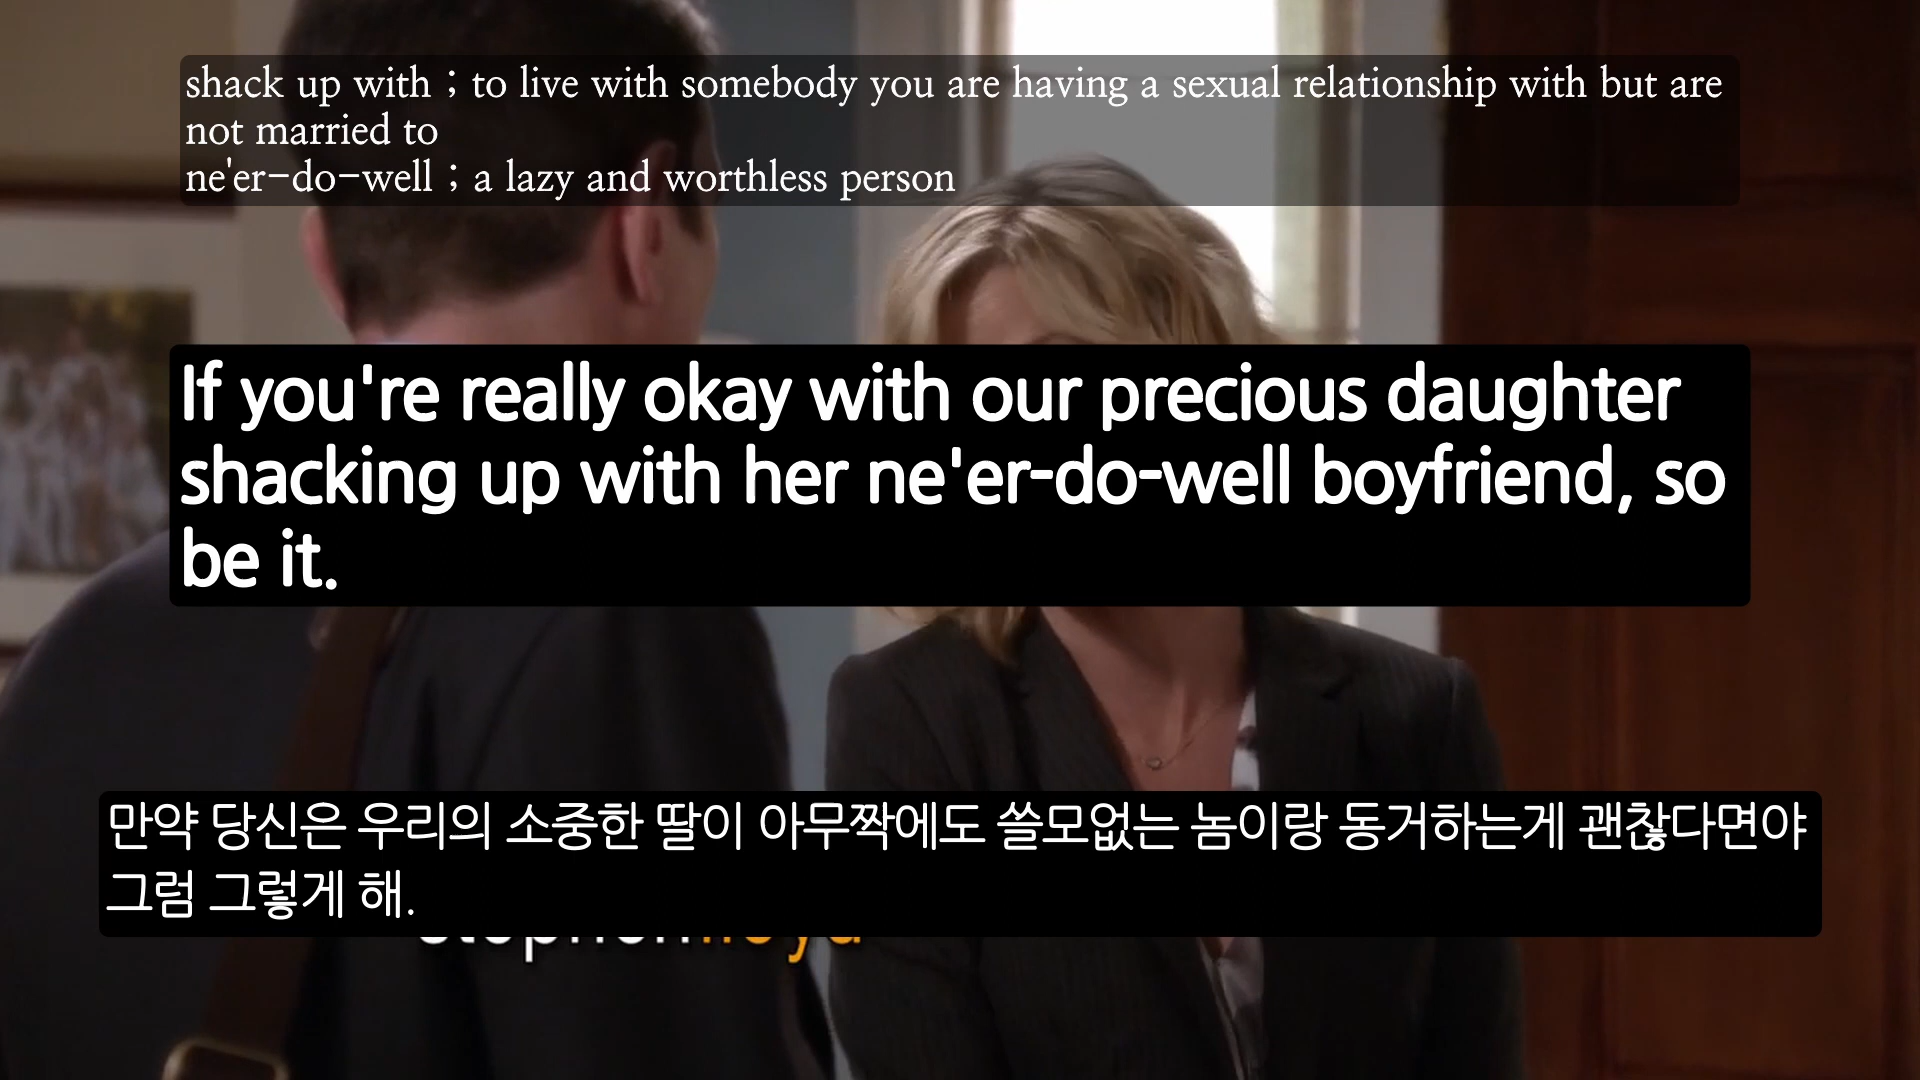 shack up with ; to live with somebody you are having a sexual relationship with but are
not married to
ne'er-do-well ; a lazy and worthless person
If you're really okay with our precious daughter
shacking up with her ne'er-do-well boyfriend, so
be it.
만약 당신은 우리의 소중한 딸이 아무짝에도 쓸모없는 놈이랑 동거하는게 괜찮다면야
그럼 그렇게 해.